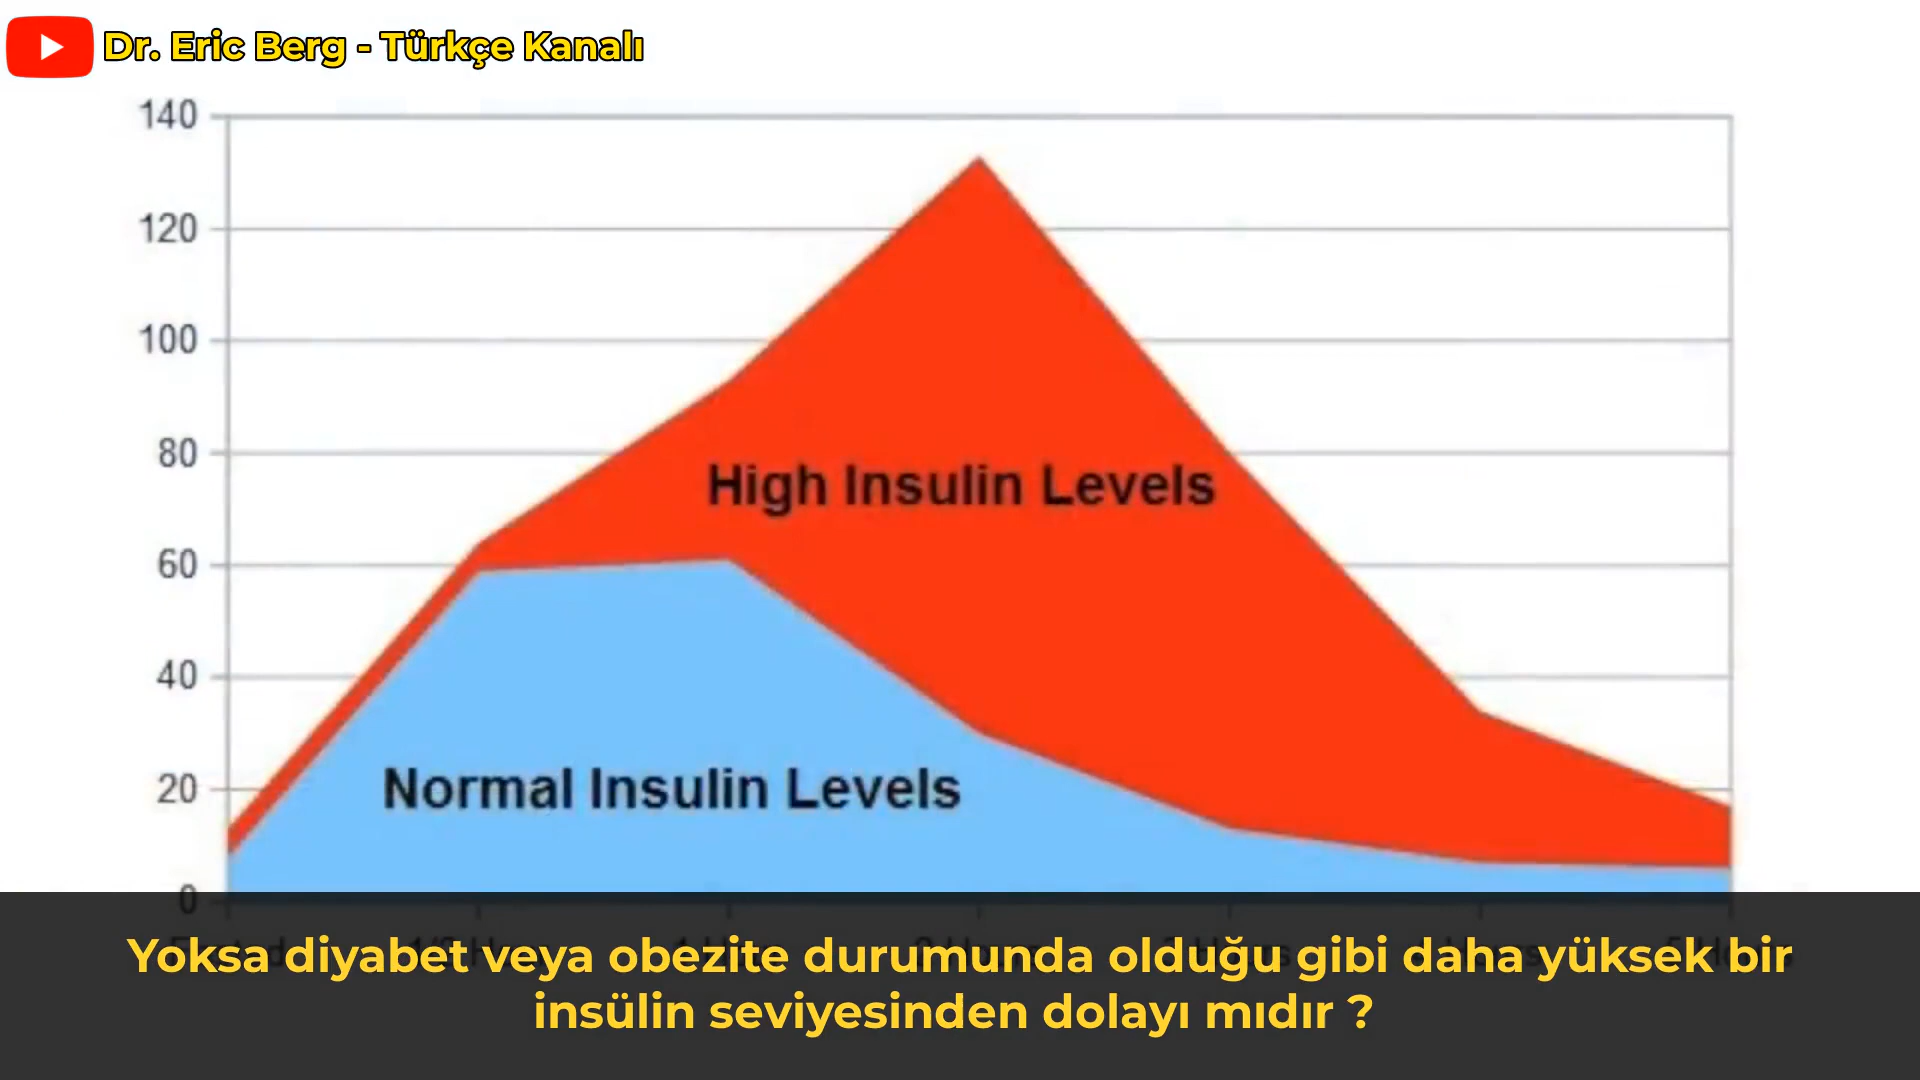 Dr. Eric Berg - Türkçe Kanalı
140
120
100
80
60
40
20
0
High Insulin Levels
Normal Insulin Levels
Yoksa diyabet veya obezite durumunda olduğu gibi daha yüksek bir
insülin seviyesinden dolayı mıdır ?